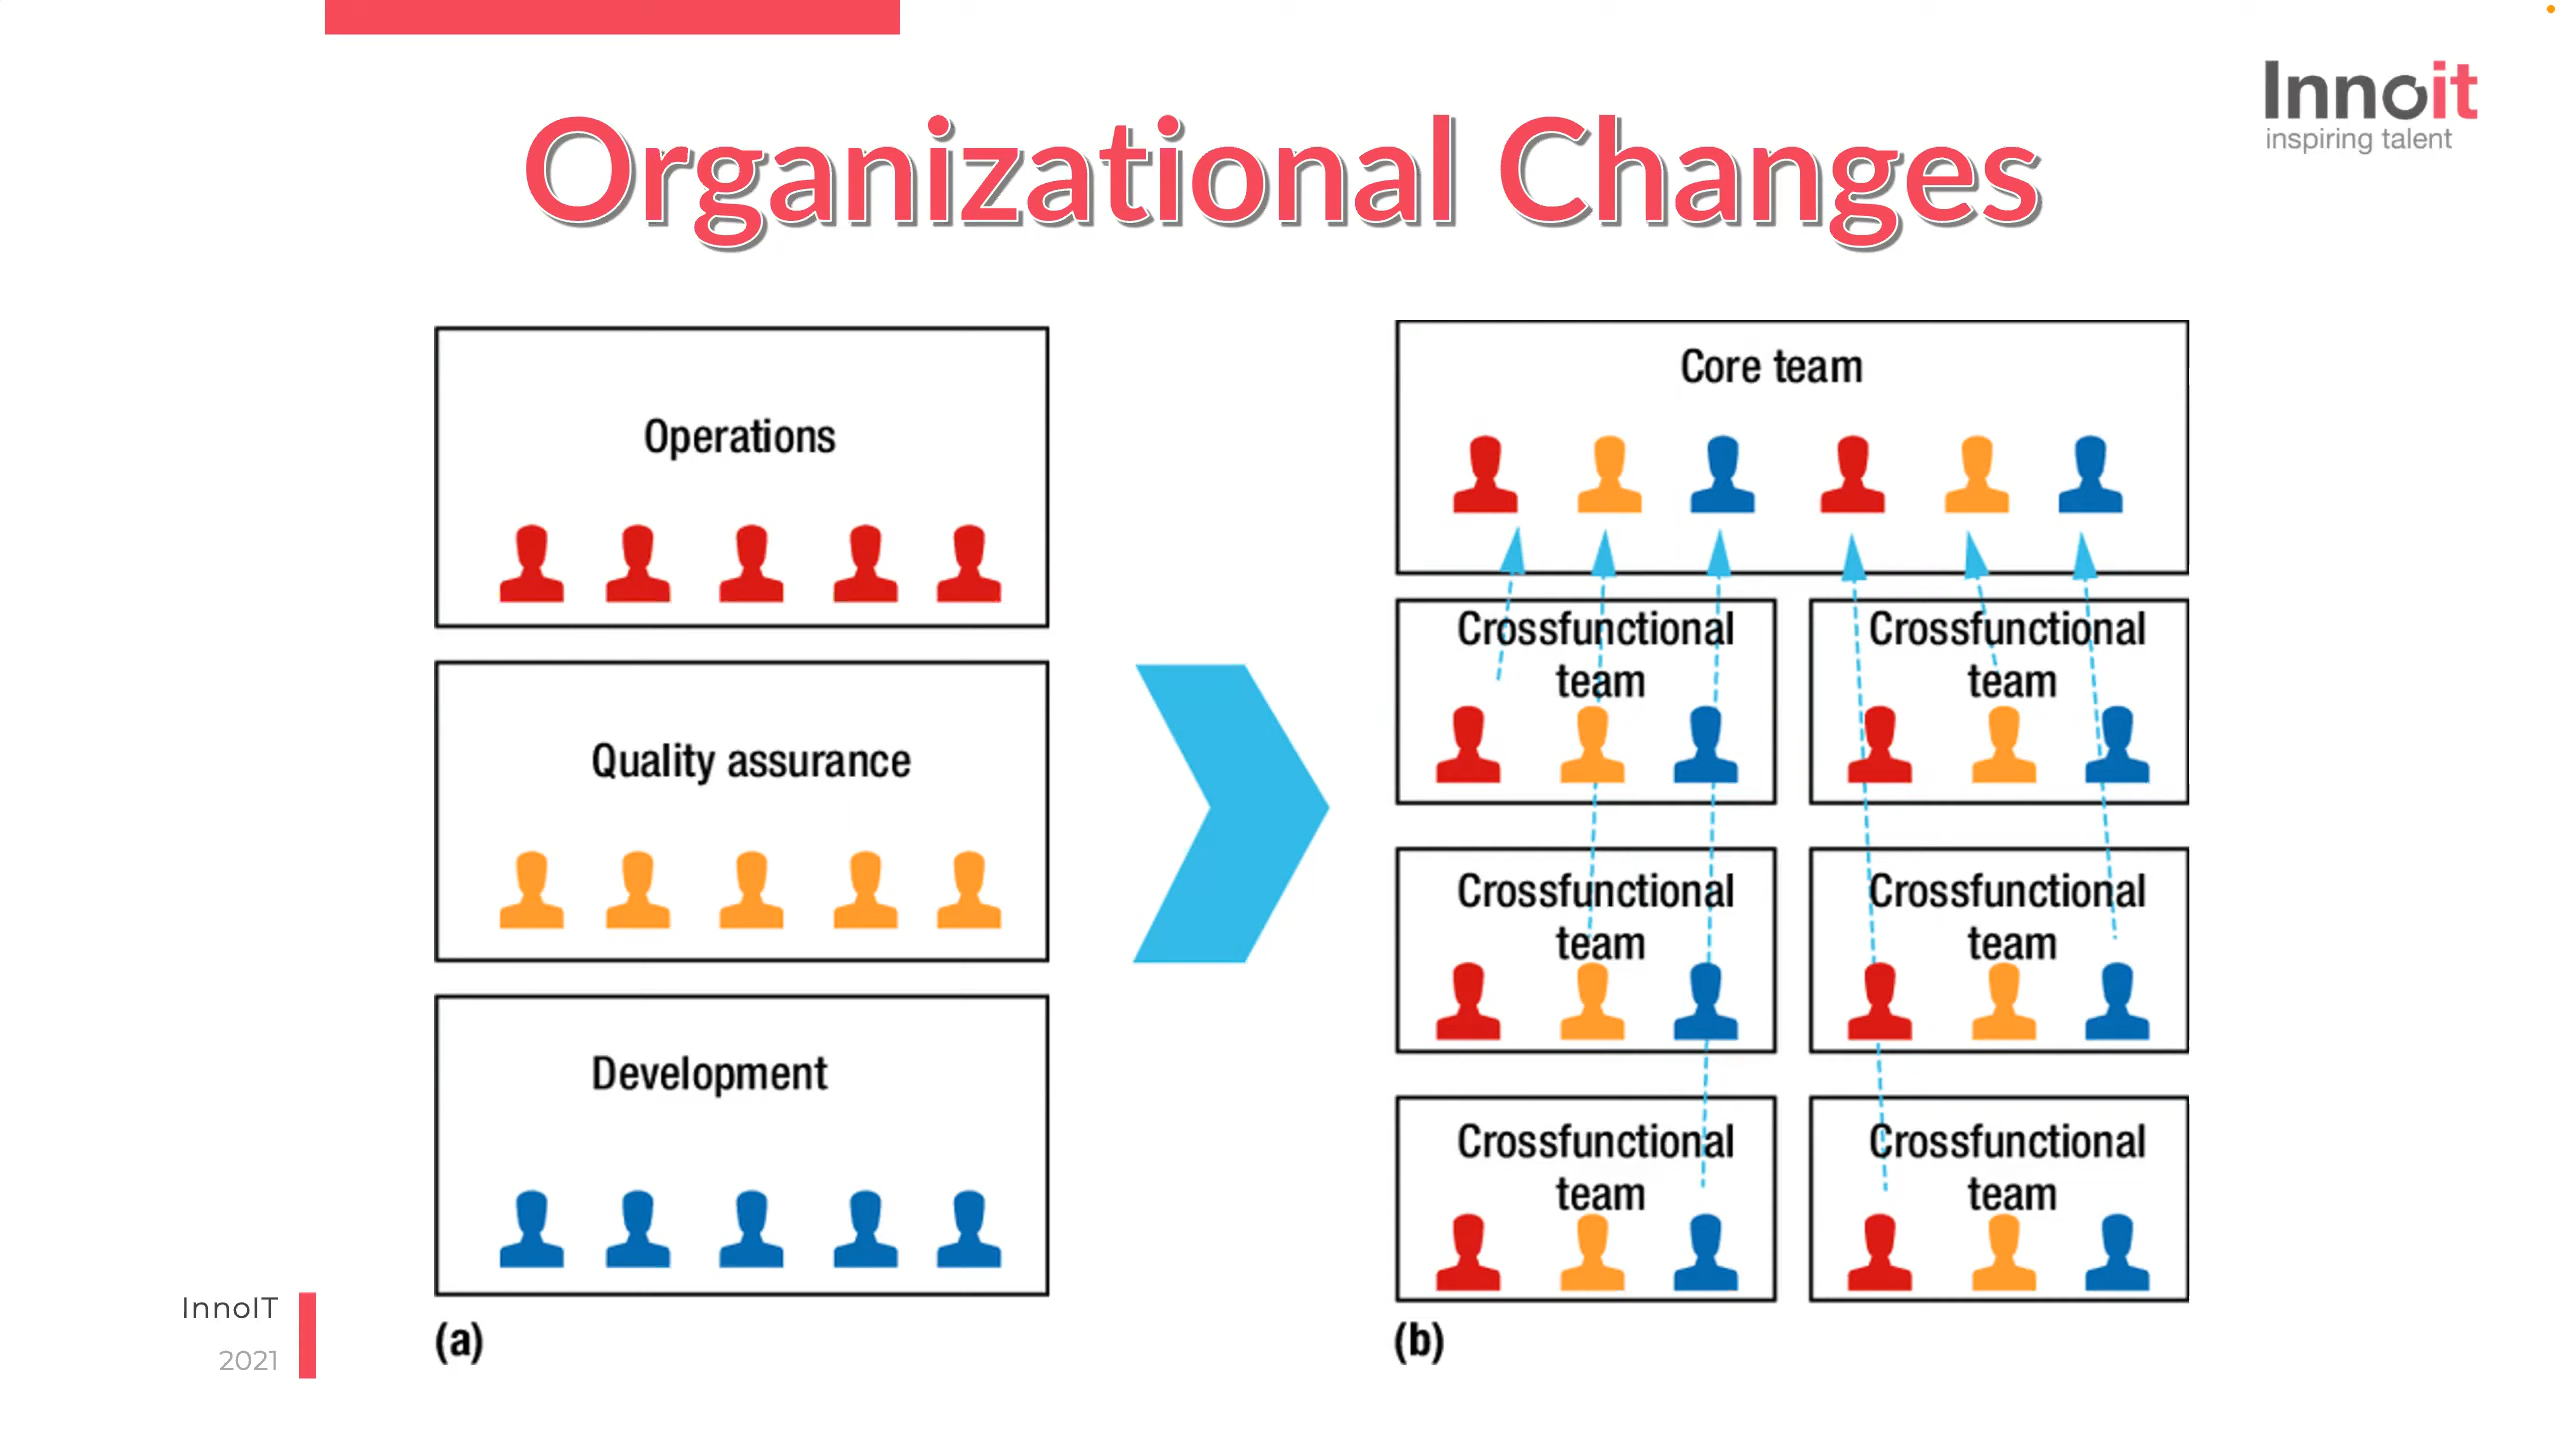 Innoit
inspiring talent
Organizational Changes
Operations
Quality assurance
Development
(a)
Core team
Crossfunctional
team
Crossfunctional
team
Crossfunctional
team
Crossfunctional
team
Crossfunctional
team
Crossfunctional
team
(b)
InnoIT
2021